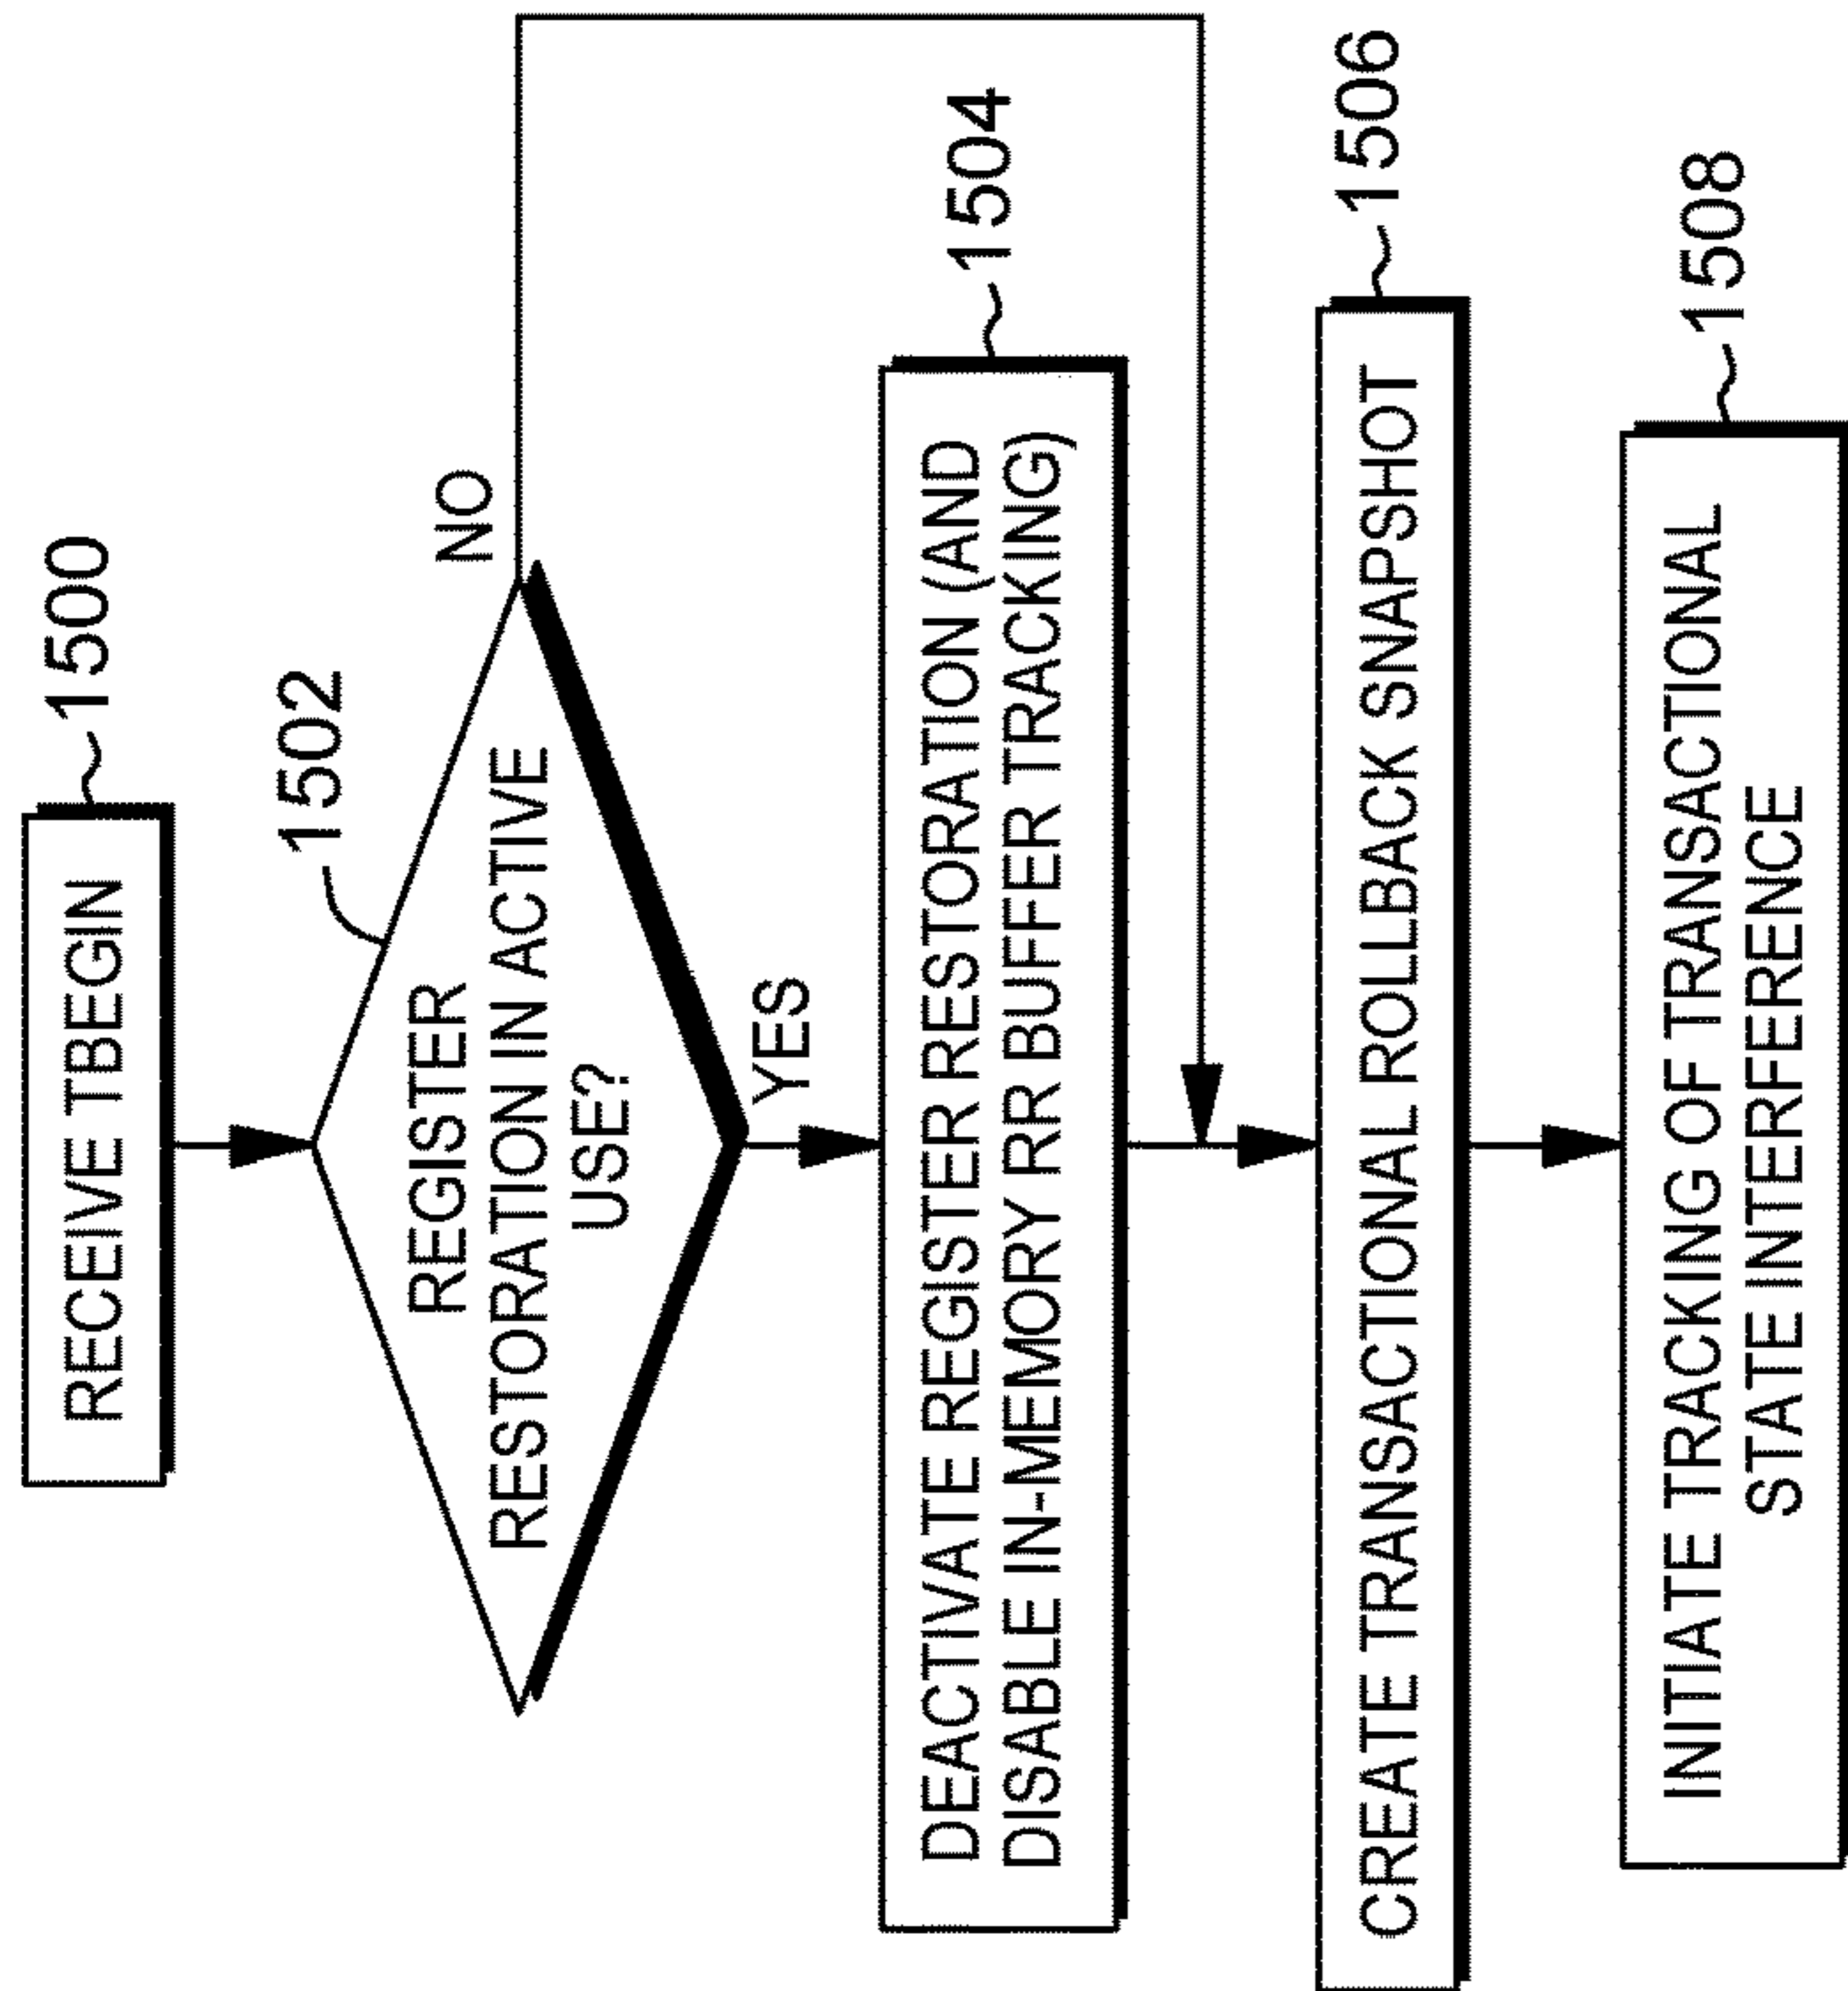 RECEIVE TBEGIN
1500
1502
REGISTER
RESTORATION IN ACTIVE
USE?
NO
YES
DEACTIVATE REGISTER RESTORATION (AND
DISABLE IN-MEMORY RR BUFFER TRACKING)
1504
CREATE TRANSACTIONAL ROLLBACK SNAPSHOT
1506
INITIATE TRACKING OF TRANSACTIONAL
STATE INTERFERENCE
1508